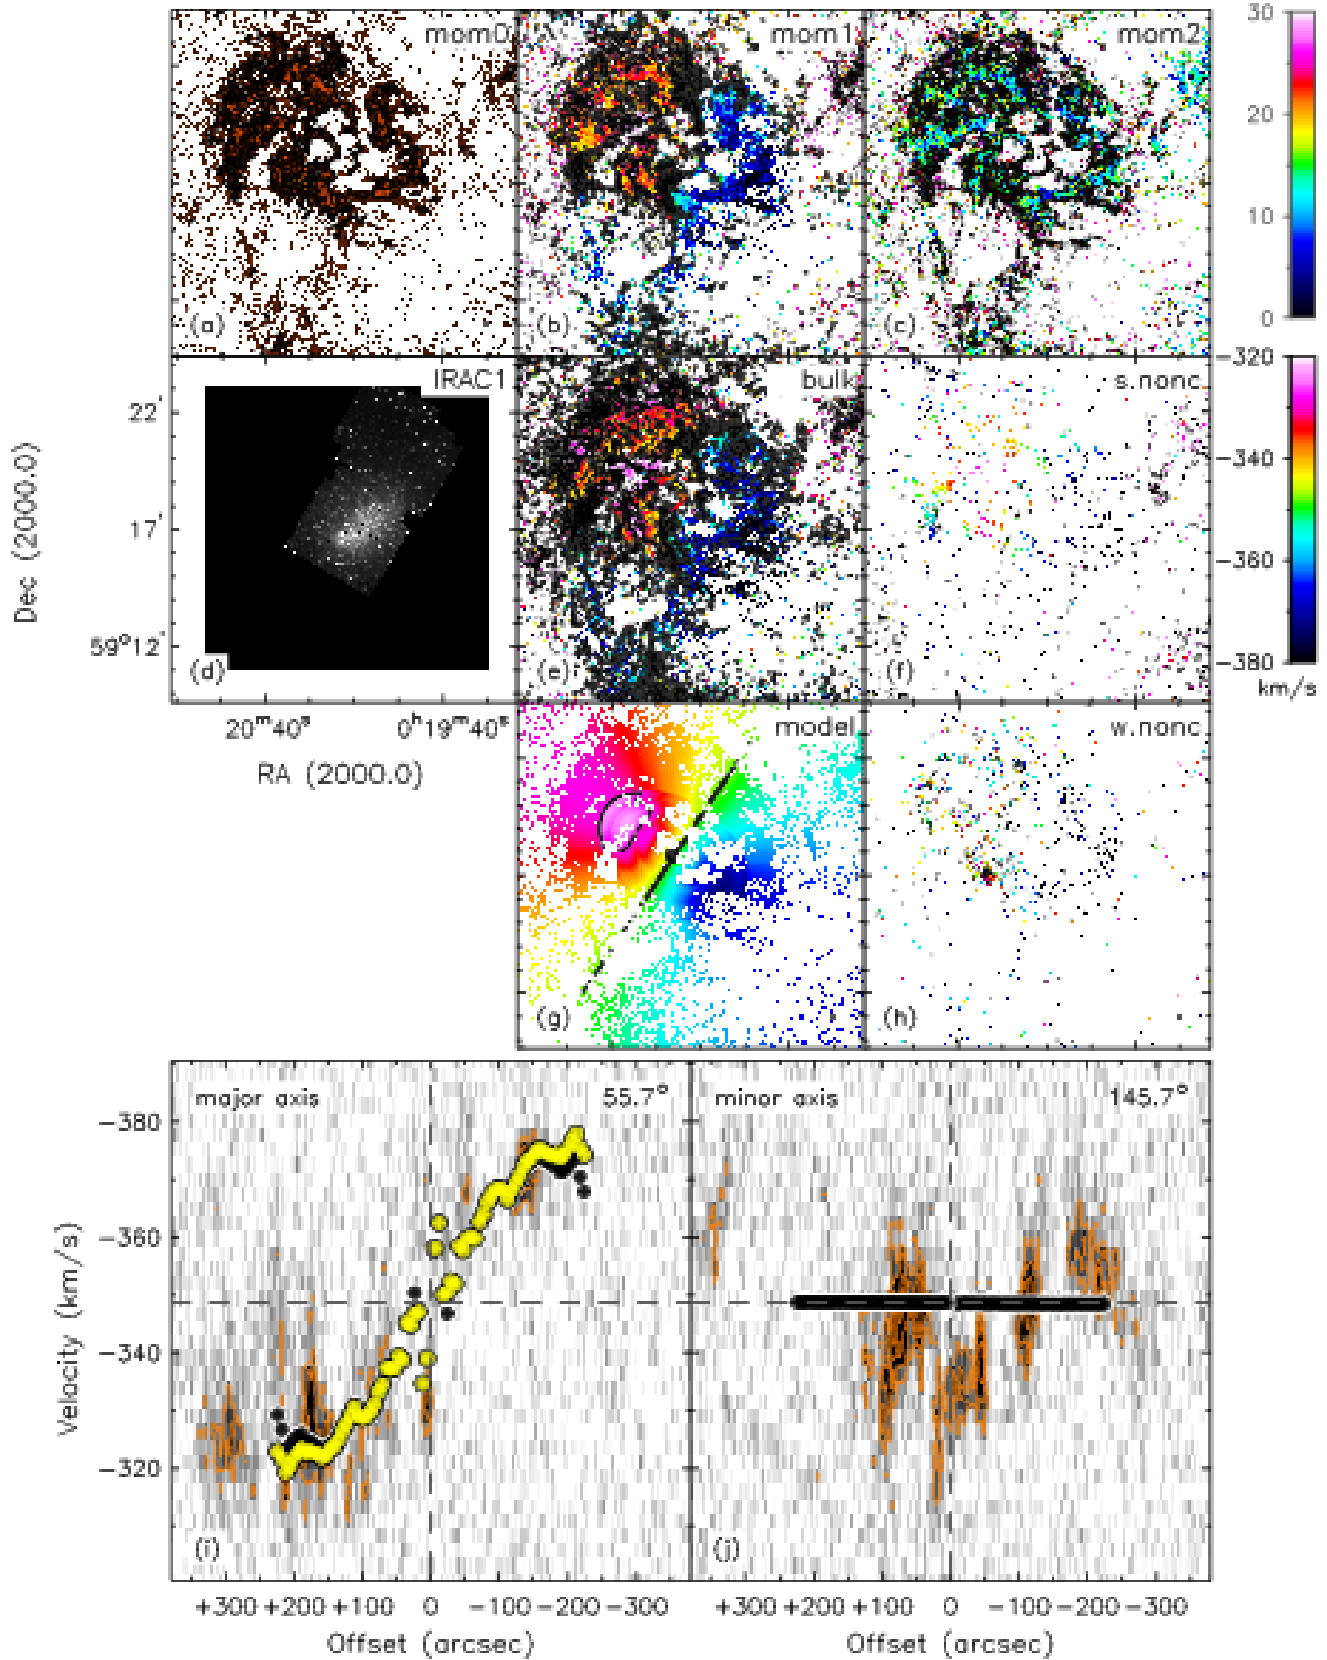 mom0
mom1
mom2
(a)
(b)
(c)
30
20
10
0
IRAC1
bulk
s.nonc
(d)
(e)
(f)
22'
17'
59°12'
Dec (2000.0)
20ᵐ40ˢ
0ʰ19ᵐ40ˢ
RA (2000.0)
-320
-340
-360
-380
km/s
model
w.nonc
(g)
(h)
major axis
55.7°
minor axis
145.7°
-380
-360
-340
-320
Velocity (km/s)
(i)
(j)
+300 +200 +100 0 -100 -200 -300
+300 +200 +100 0 -100 -200 -300
Offset (arcsec)
Offset (arcsec)